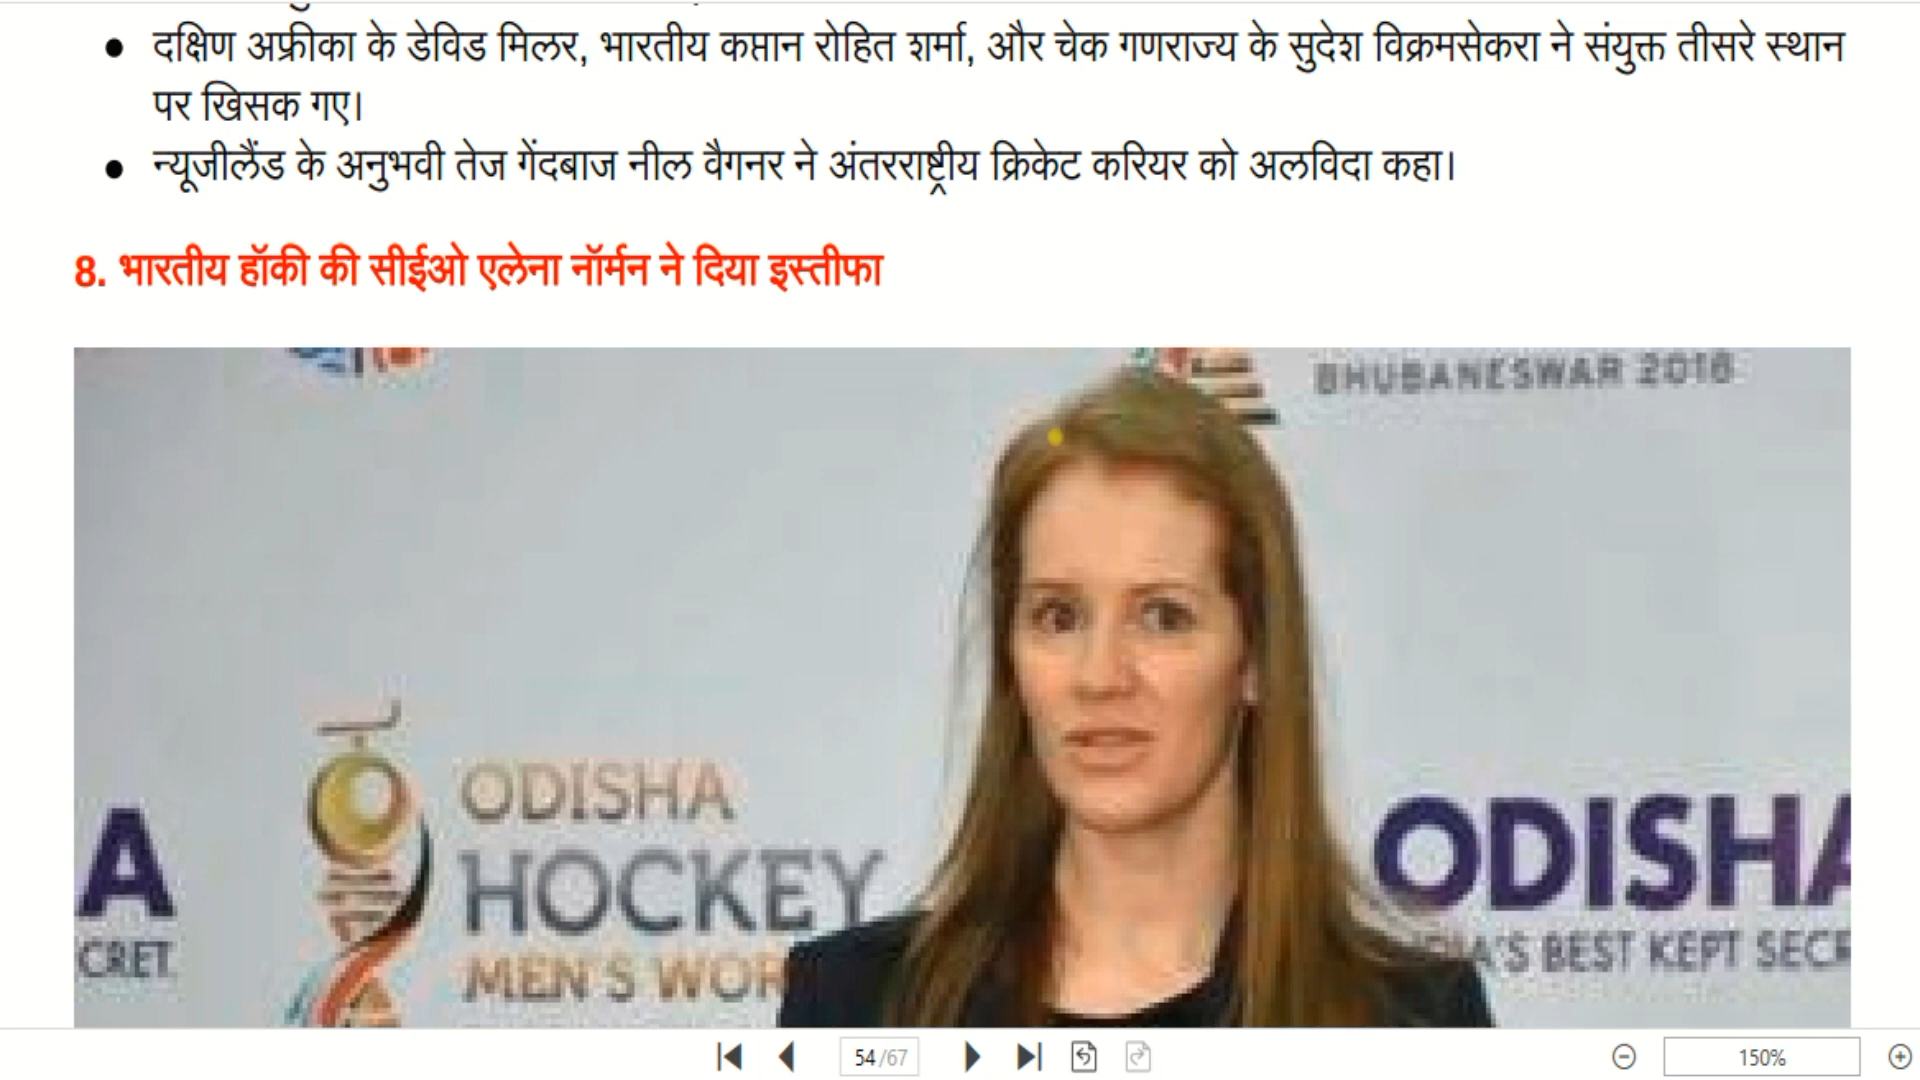 दक्षिण अफ्रीका के डेविड मिलर, भारतीय कप्तान रोहित शर्मा, और चेक गणराज्य के सुदेश विक्रमसेकरा ने संयुक्त तीसरे स्थान
पर खिसक गए।
न्यूजीलैंड के अनुभवी तेज गेंदबाज नील वैगनर ने अंतरराष्ट्रीय क्रिकेट करियर को अलविदा कहा।
8. भारतीय हॉकी की सीईओ एलेना नॉर्मन ने दिया इस्तीफा
BHUBANESWAR 2018
ODISHA
HOCKEY
MEN'S WOR
A
CRET
ODISHA
IA'S BEST KEPT SECR
54 /67
150%